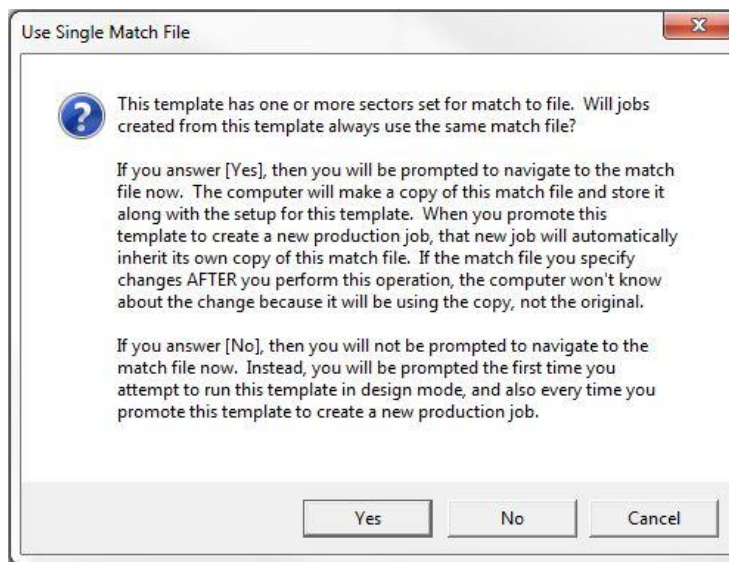 Use Single Match File
This template has one or more sectors set for match to file.  Will jobs
created from this template always use the same match file?
If you answer [Yes], then you will be prompted to navigate to the match
file now.  The computer will make a copy of this match file and store it
along with the setup for this template.  When you promote this
template to create a new production job, that new job will automatically
inherit its own copy of this match file.  If the match file you specify
changes AFTER you perform this operation, the computer won't know
about the change because it will be using the copy, not the original.
If you answer [No], then you will not be prompted to navigate to the
match file now.  Instead, you will be prompted the first time you
attempt to run this template in design mode, and also every time you
promote this template to create a new production job.
Yes No Cancel